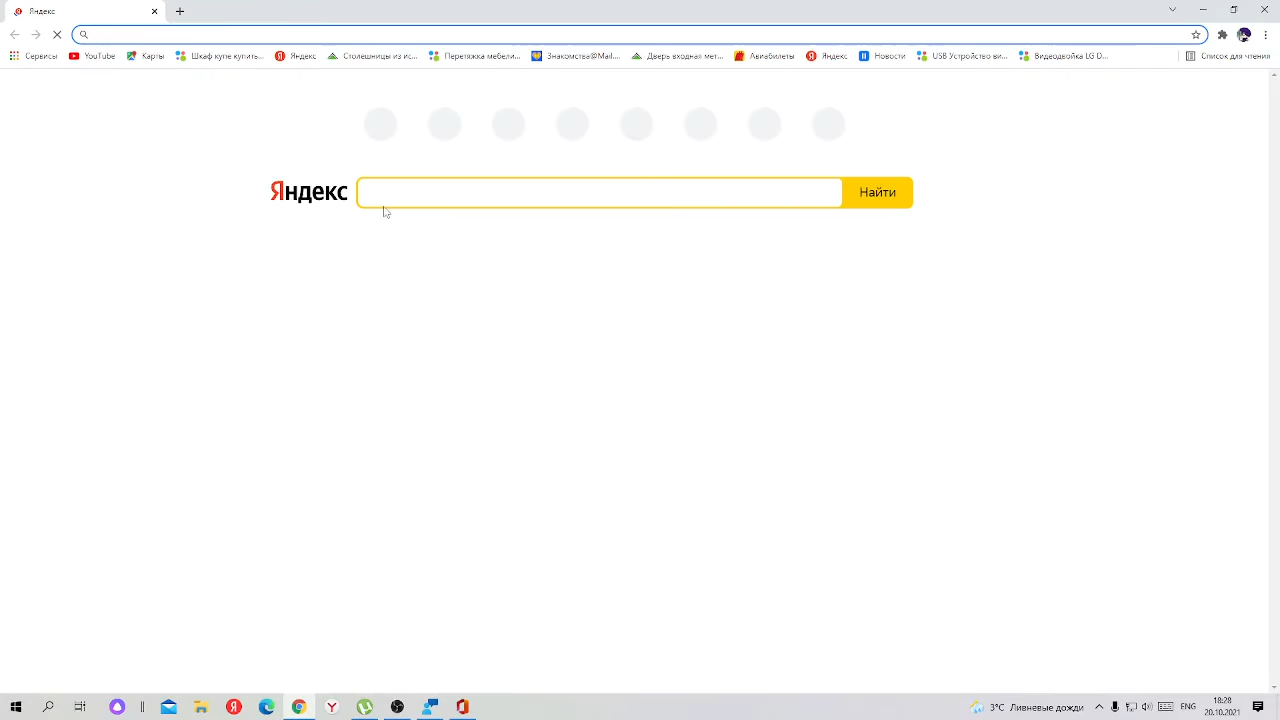 Яндекс
Сервисы YouTube Карты Шкаф-купе купить... Яндекс Столешницы из ис... Перетяжка мебели... Знакомства@Mail.... Дверь входная мет... Авиабилеты Яндекс Новости USB Устройство ви... Видеодвойка LG D... Список для чтения
Яндекс Найти
3°C Ливневые дожди ENG 18:28
20.10.2021